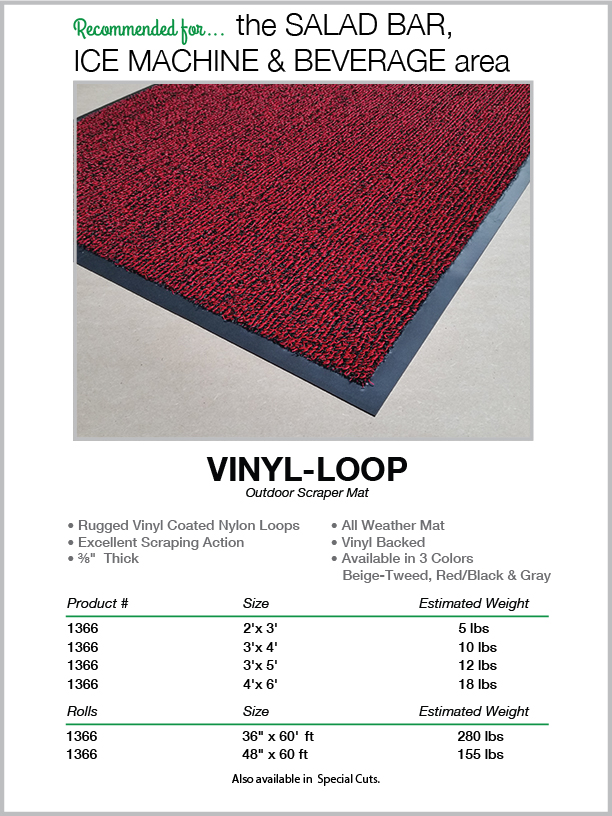 Recommended for... the SALAD BAR,
ICE MACHINE & BEVERAGE area
VINYL-LOOP
Outdoor Scraper Mat
• Rugged Vinyl Coated Nylon Loops
• Excellent Scraping Action
• ⅜" Thick
• All Weather Mat
• Vinyl Backed
• Available in 3 Colors
Beige-Tweed, Red/Black & Gray
Product # Size Estimated Weight
1366 2'x 3' 5 lbs
1366 3'x 4' 10 lbs
1366 3'x 5' 12 lbs
1366 4'x 6' 18 lbs
Rolls Size Estimated Weight
1366 36" x 60' ft 280 lbs
1366 48" x 60 ft 155 lbs
Also available in Special Cuts.